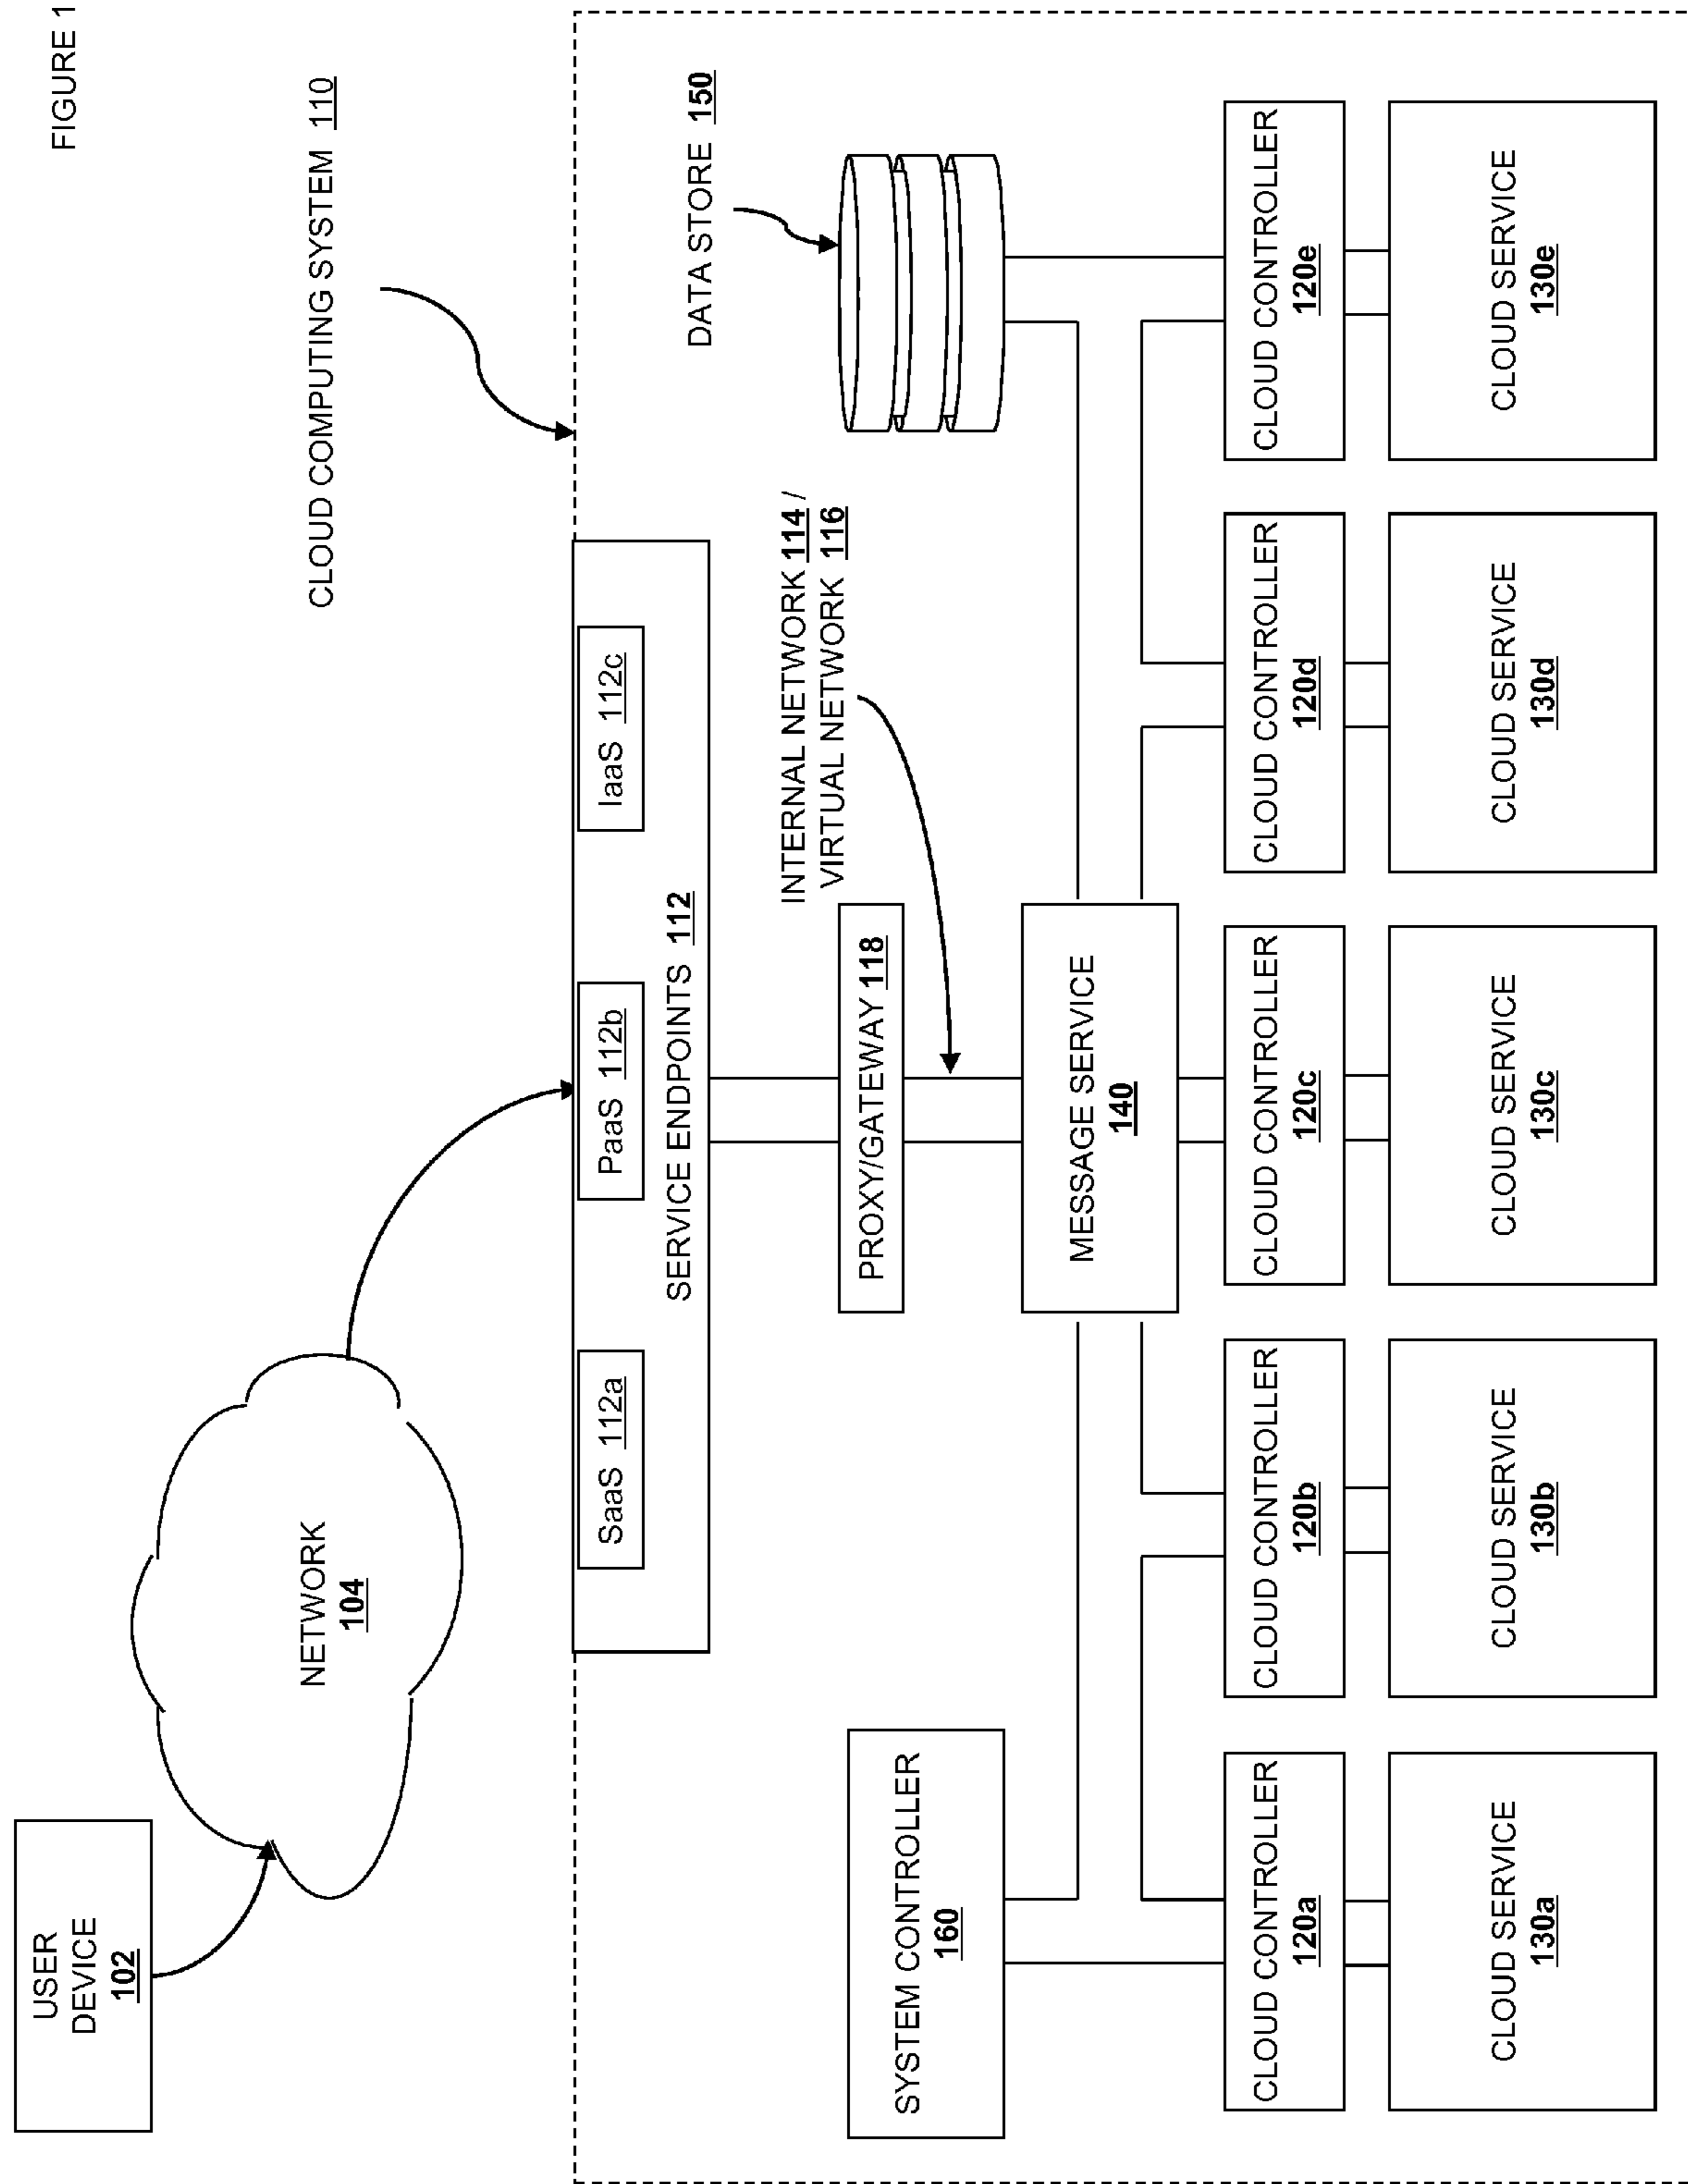 FIGURE 1
USER
DEVICE
102
NETWORK
104
CLOUD COMPUTING SYSTEM 110
SaaS 112a
PaaS 112b
IaaS 112c
SERVICE ENDPOINTS 112
DATA STORE 150
INTERNAL NETWORK 114 /
VIRTUAL NETWORK 116
PROXY/GATEWAY 118
SYSTEM CONTROLLER
160
MESSAGE SERVICE
140
CLOUD CONTROLLER
120a
CLOUD CONTROLLER
120b
CLOUD CONTROLLER
120c
CLOUD CONTROLLER
120d
CLOUD CONTROLLER
120e
CLOUD SERVICE
130a
CLOUD SERVICE
130b
CLOUD SERVICE
130c
CLOUD SERVICE
130d
CLOUD SERVICE
130e